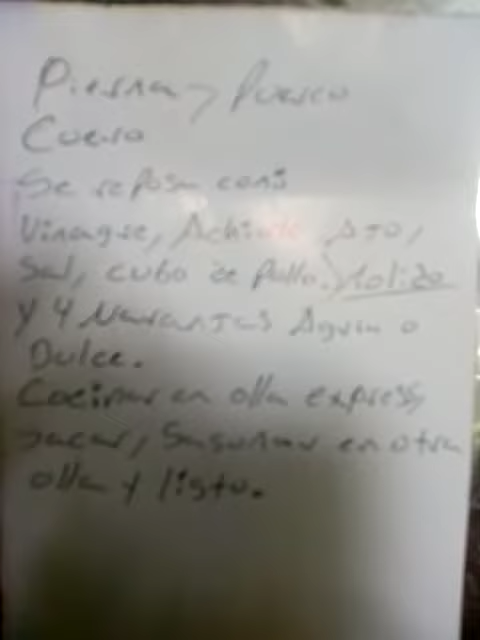 Pierna y Puerco
Cuero
Se reposa con:
Vinagre, Achiote, AJO,
Sal, cubo de pollo. Molido
y 4 Naranjas Agria o
Dulce.
Cocinar en olla express,
sacar, Sasonar en otra
olla y listo.